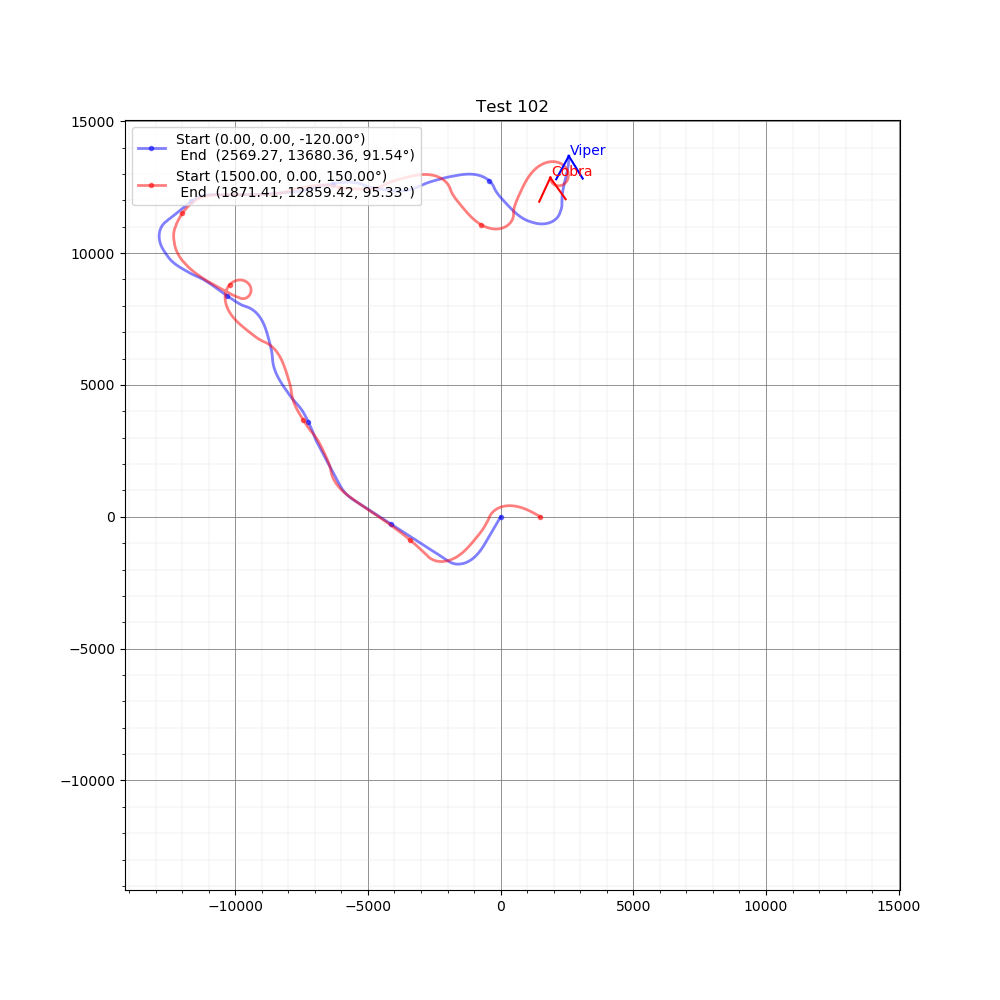 Test 102
Start (0.00, 0.00, -120.00°)
End (2569.27, 13680.36, 91.54°)
Start (1500.00, 0.00, 150.00°)
End (1871.41, 12859.42, 95.33°)
Viper
Cobra
15000
10000
5000
0
−5000
−10000
−10000 −5000 0 5000 10000 15000